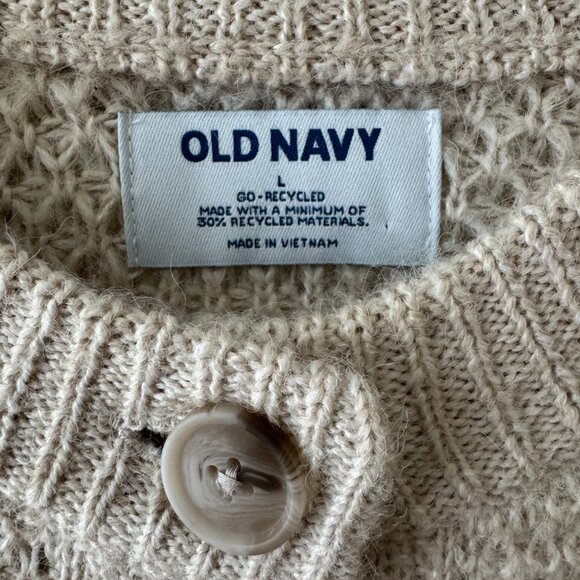 OLD NAVY
L
GO-RECYCLED
MADE WITH A MINIMUM OF
30% RECYCLED MATERIALS.
MADE IN VIETNAM